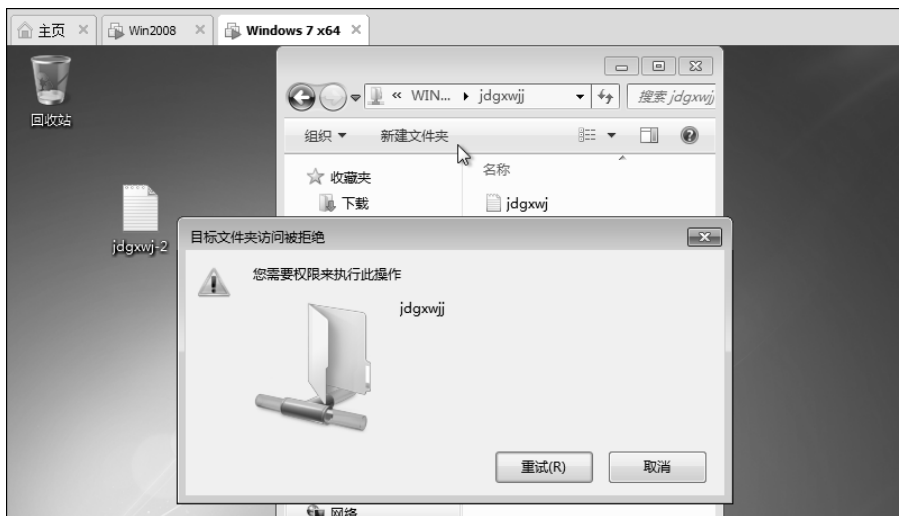 主页 Win2008 Windows 7 x64
回收站
« WIN... jdgxwjj 搜索 jdgxwj
组织 新建文件夹
收藏夹 名称
下载 jdgxwj
jdgxwj-2
目标文件夹访问被拒绝
您需要权限来执行此操作
jdgxwjj
重试(R) 取消
网络